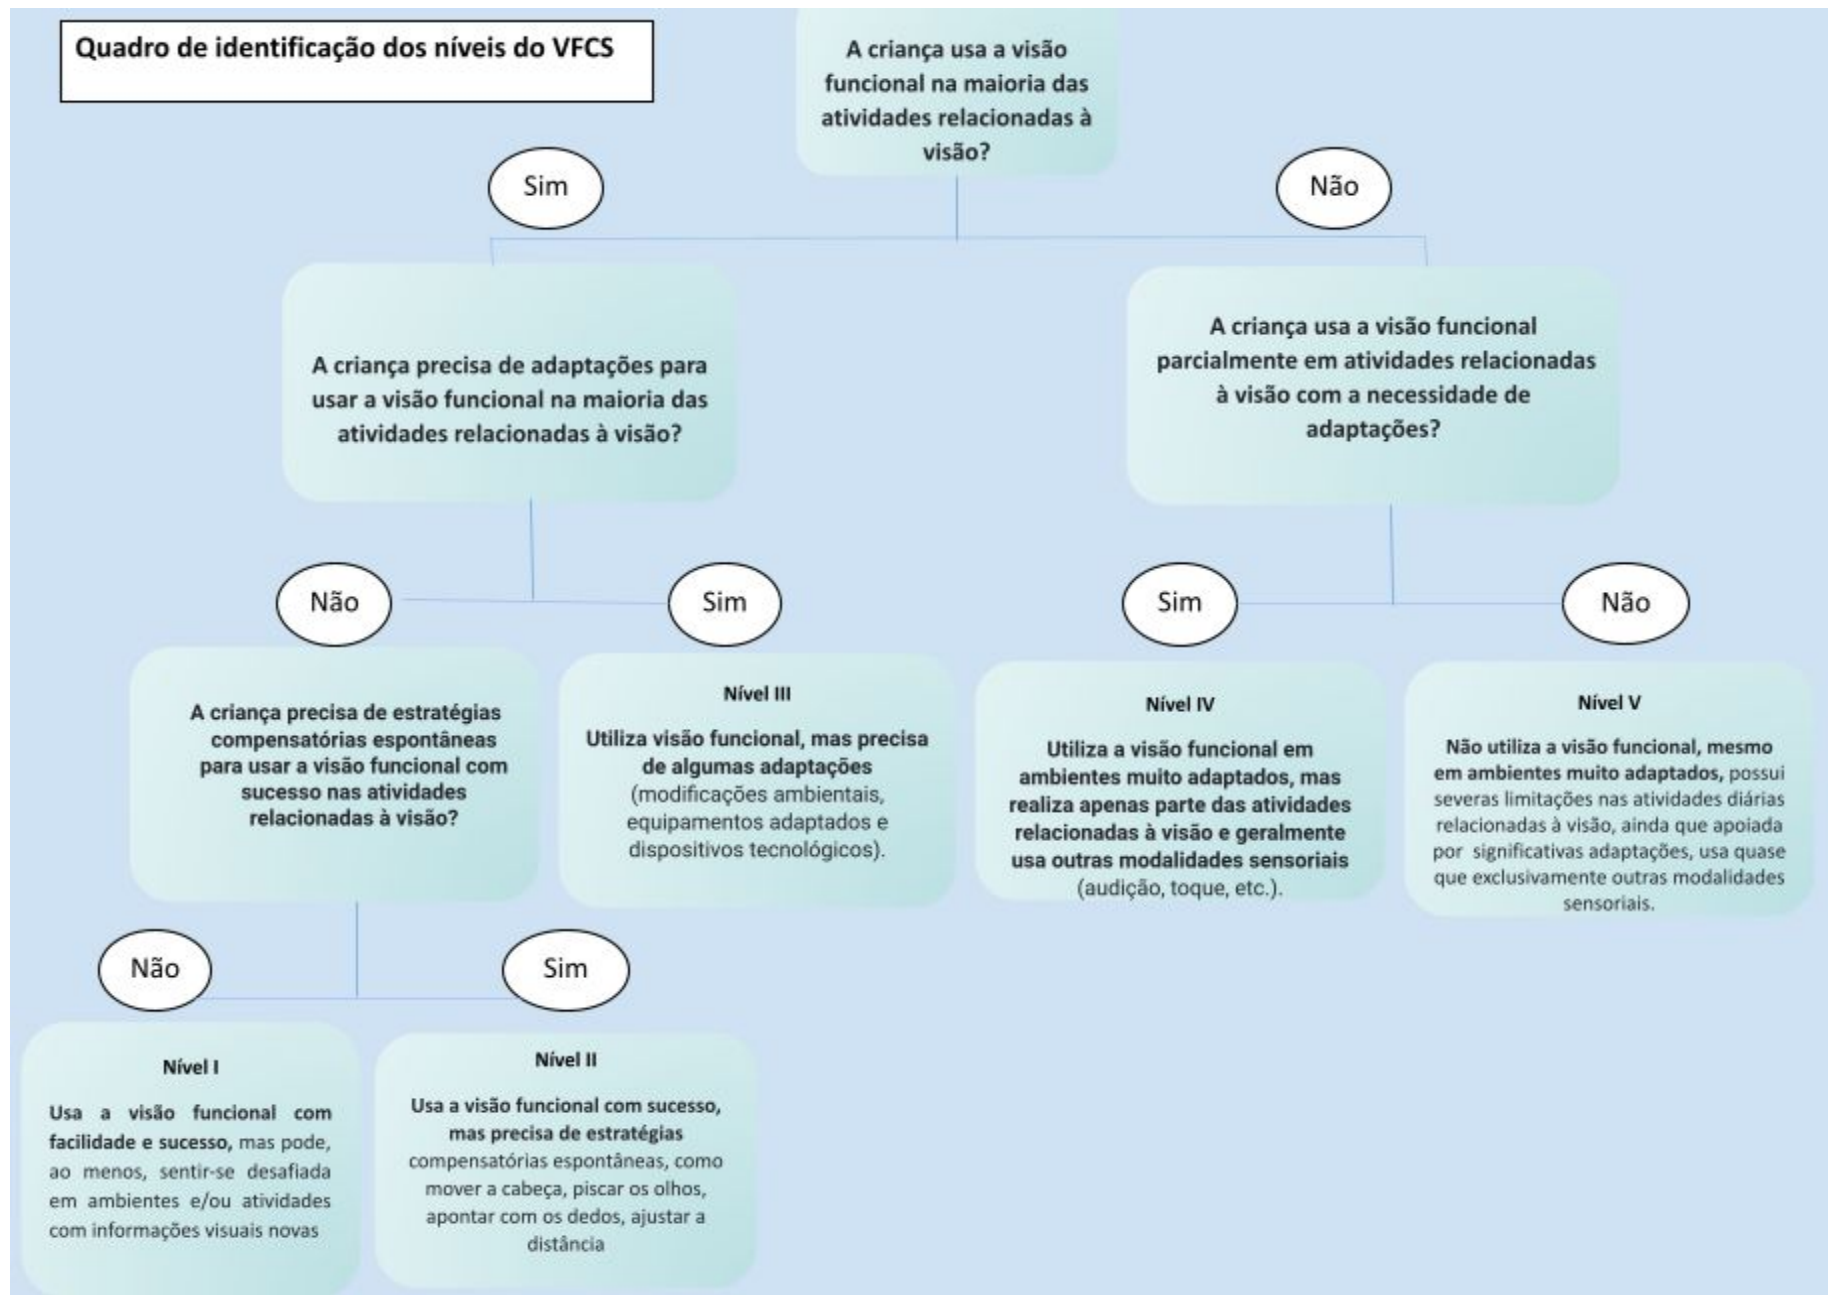 Quadro de identificação dos níveis do VFCS
A criança usa a visão
funcional na maioria das
atividades relacionadas à
visão?
Sim
Não
A criança precisa de adaptações para
usar a visão funcional na maioria das
atividades relacionadas à visão?
A criança usa a visão funcional
parcialmente em atividades relacionadas
à visão com a necessidade de
adaptações?
Não
Sim
Sim
Não
A criança precisa de estratégias
compensatórias espontâneas
para usar a visão funcional com
sucesso nas atividades
relacionadas à visão?
Nível III
Utiliza visão funcional, mas precisa
de algumas adaptações
(modificações ambientais,
equipamentos adaptados e
dispositivos tecnológicos).
Nível IV
Utiliza a visão funcional em
ambientes muito adaptados, mas
realiza apenas parte das atividades
relacionadas à visão e geralmente
usa outras modalidades sensoriais
(audição, toque, etc.).
Nível V
Não utiliza a visão funcional, mesmo
em ambientes muito adaptados, possui
severas limitações nas atividades diárias
relacionadas à visão, ainda que apoiada
por significativas adaptações, usa quase
que exclusivamente outras modalidades
sensoriais.
Não
Sim
Nível I
Usa a visão funcional com
facilidade e sucesso, mas pode,
ao menos, sentir-se desafiada
em ambientes e/ou atividades
com informações visuais novas
Nível II
Usa a visão funcional com sucesso,
mas precisa de estratégias
compensatórias espontâneas, como
mover a cabeça, piscar os olhos,
apontar com os dedos, ajustar a
distância